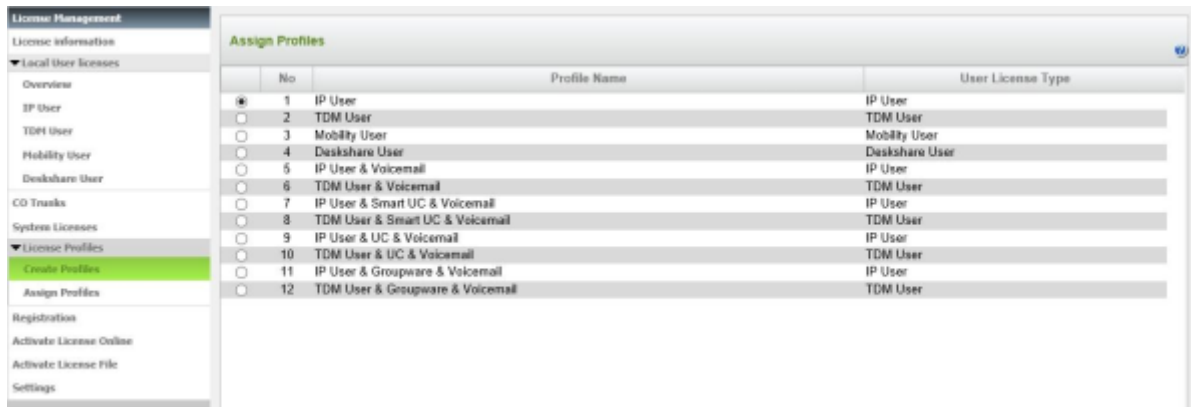 License Management
License information
Local User licenses
Overview
IP User
TDM User
Mobility User
Deskshare User
CO Trunks
System Licenses
License Profiles
Create Profiles
Assign Profiles
Registration
Activate License Online
Activate License File
Settings
Assign Profiles
No Profile Name User License Type
1 IP User IP User
2 TDM User TDM User
3 Mobility User Mobility User
4 Deskshare User Deskshare User
5 IP User & Voicemail IP User
6 TDM User & Voicemail TDM User
7 IP User & Smart UC & Voicemail IP User
8 TDM User & Smart UC & Voicemail TDM User
9 IP User & UC & Voicemail IP User
10 TDM User & UC & Voicemail TDM User
11 IP User & Groupware & Voicemail IP User
12 TDM User & Groupware & Voicemail TDM User